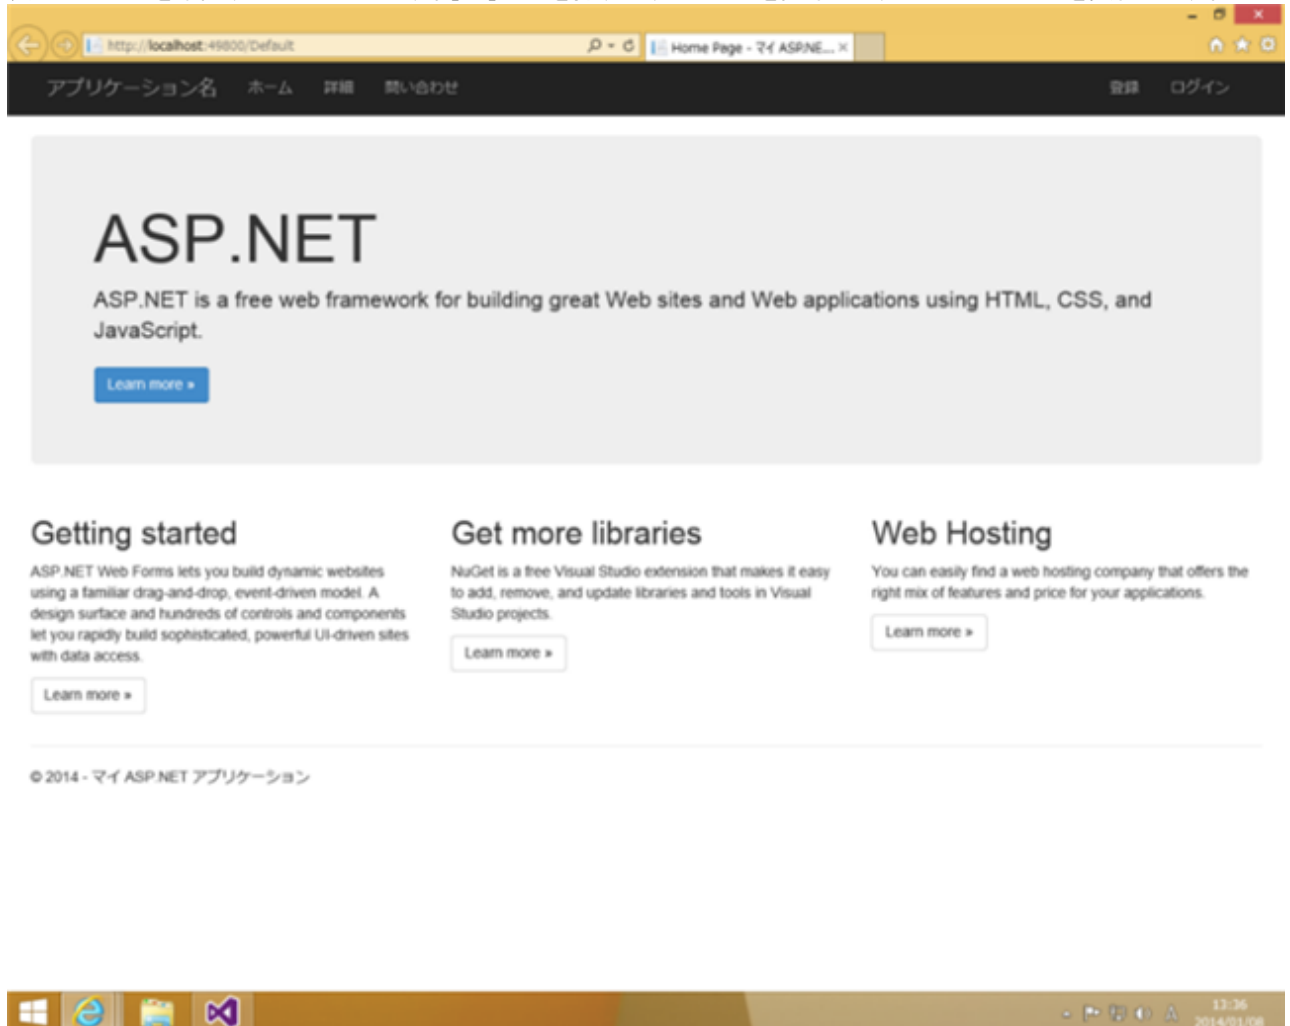 http://localhost:49800/Default
Home Page - マイ ASP.NE...
アプリケーション名 ホーム 詳細 問い合わせ 登録 ログイン
ASP.NET
ASP.NET is a free web framework for building great Web sites and Web applications using HTML, CSS, and
JavaScript.
Learn more »
Getting started
ASP.NET Web Forms lets you build dynamic websites
using a familiar drag-and-drop, event-driven model. A
design surface and hundreds of controls and components
let you rapidly build sophisticated, powerful UI-driven sites
with data access.
Learn more »
Get more libraries
NuGet is a free Visual Studio extension that makes it easy
to add, remove, and update libraries and tools in Visual
Studio projects.
Learn more »
Web Hosting
You can easily find a web hosting company that offers the
right mix of features and price for your applications.
Learn more »
© 2014 - マイ ASP.NET アプリケーション
A
13:36
2014/01/08